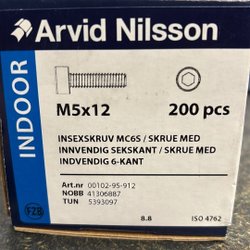 Arvid Nilsson
INDOOR
M5x12 200 pcs
INSEXSKRUV MC6S / SKRUE MED
INNVENDIG SEKSKANT / SKRUE MED
INDVENDIG 6-KANT
Art.nr 00102-95-912
NOBB 41306887
TUN 5393097
FZB
8.8 ISO 4762